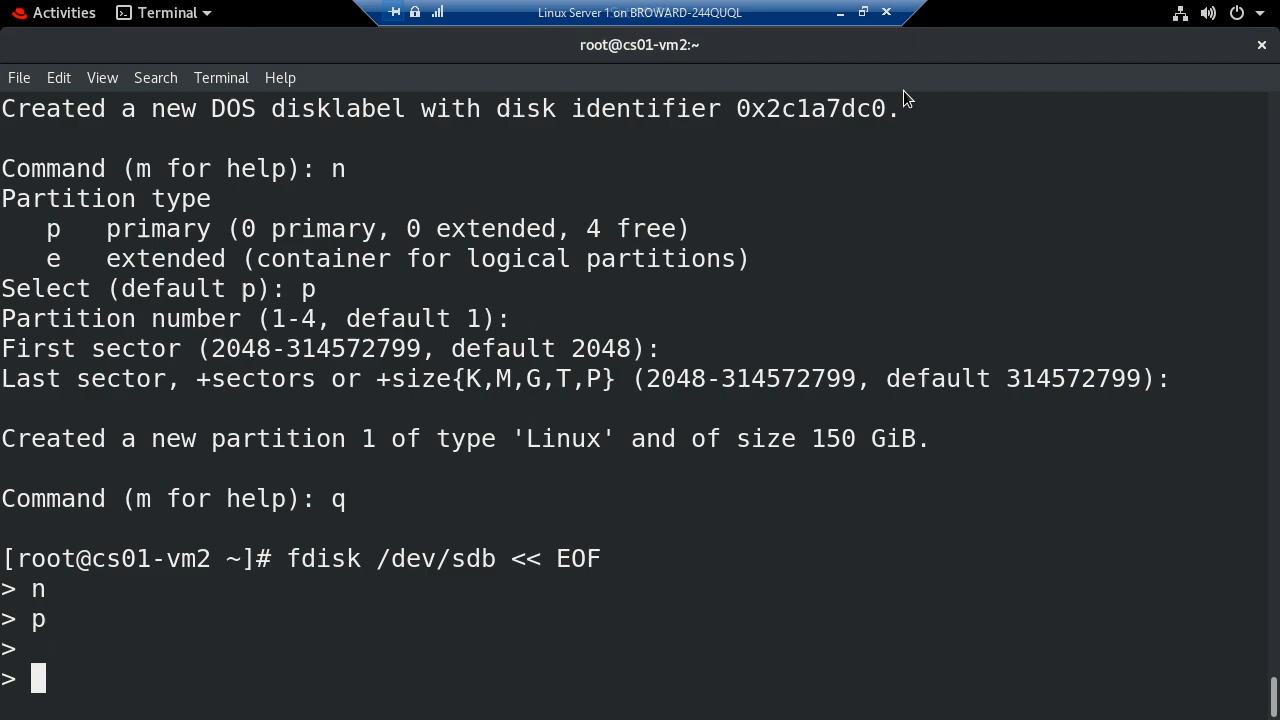 Activities Terminal
Linux Server 1 on BROWARD-244QUQL
root@cs01-vm2:~
File Edit View Search Terminal Help
Created a new DOS disklabel with disk identifier 0x2c1a7dc0.
Command (m for help): n
Partition type
   p   primary (0 primary, 0 extended, 4 free)
   e   extended (container for logical partitions)
Select (default p): p
Partition number (1-4, default 1):
First sector (2048-314572799, default 2048):
Last sector, +sectors or +size{K,M,G,T,P} (2048-314572799, default 314572799):
Created a new partition 1 of type 'Linux' and of size 150 GiB.
Command (m for help): q
[root@cs01-vm2 ~]# fdisk /dev/sdb << EOF
> n
> p
>
>